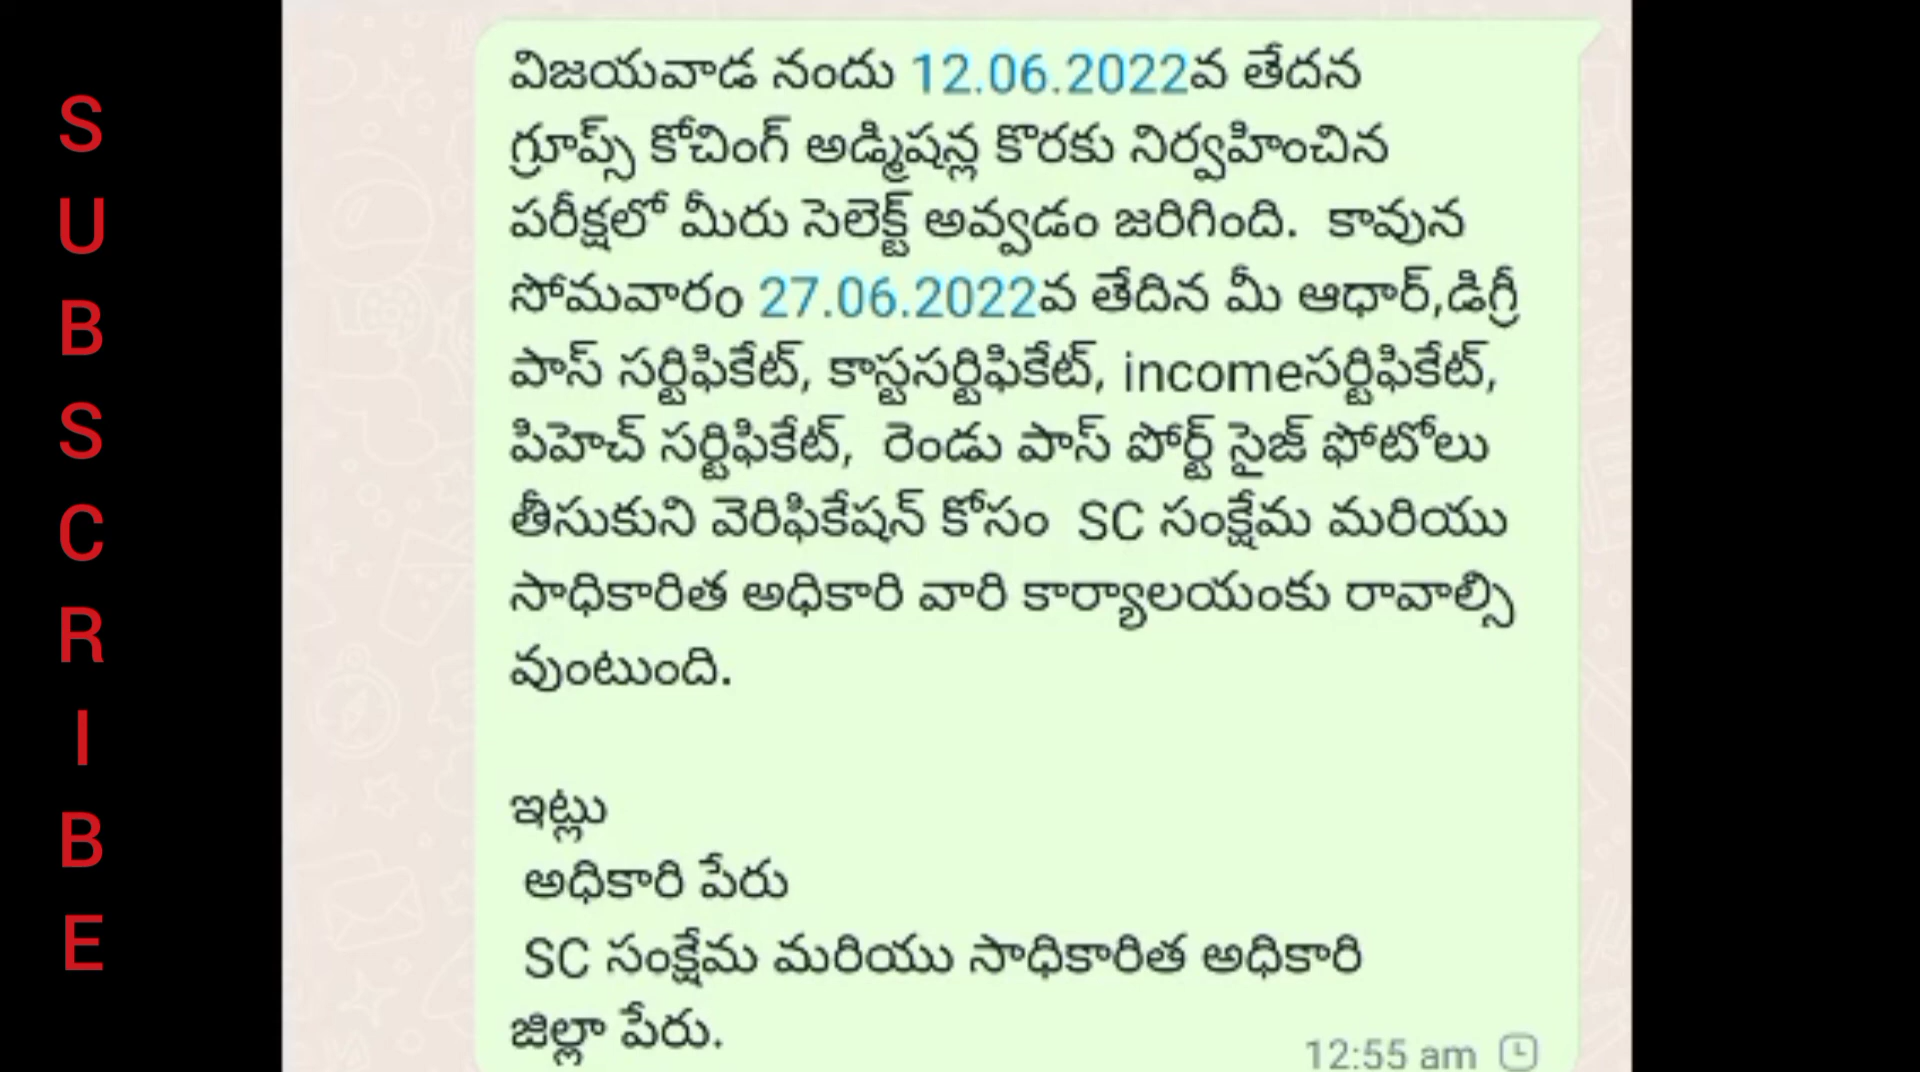 SUBSCRIBE
విజయవాడ నందు 12.06.2022వ తేదన
గ్రూప్స్ కోచింగ్ అడ్మిషన్ల కొరకు నిర్వహించిన
పరీక్షలో మీరు సెలెక్ట్ అవ్వడం జరిగింది. కావున
సోమవారం 27.06.2022వ తేదిన మీ ఆధార్,డిగ్రీ
పాస్ సర్టిఫికేట్, కాస్టసర్టిఫికేట్, incomeసర్టిఫికేట్,
పిహెచ్ సర్టిఫికేట్, రెండు పాస్ పోర్ట్ సైజ్ ఫోటోలు
తీసుకుని వెరిఫికేషన్ కోసం SC సంక్షేమ మరియు
సాధికారిత అధికారి వారి కార్యాలయంకు రావాల్సి
వుంటుంది.
ఇట్లు
అధికారి పేరు
SC సంక్షేమ మరియు సాధికారిత అధికారి
జిల్లా పేరు.
12:55 am